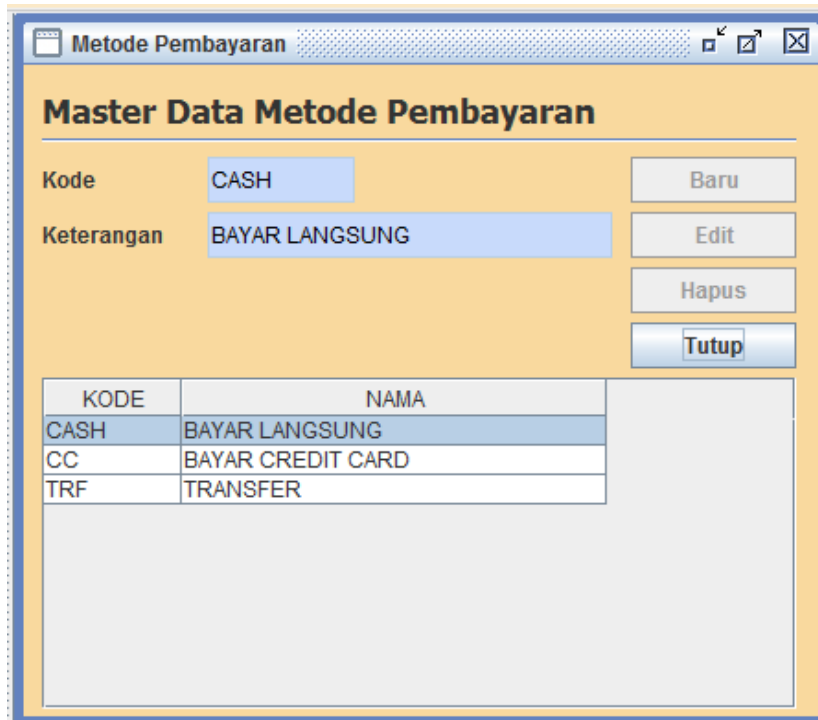 Metode Pembayaran
Master Data Metode Pembayaran
Kode CASH Baru
Keterangan BAYAR LANGSUNG Edit
Hapus
Tutup
KODE NAMA
CASH BAYAR LANGSUNG
CC BAYAR CREDIT CARD
TRF TRANSFER